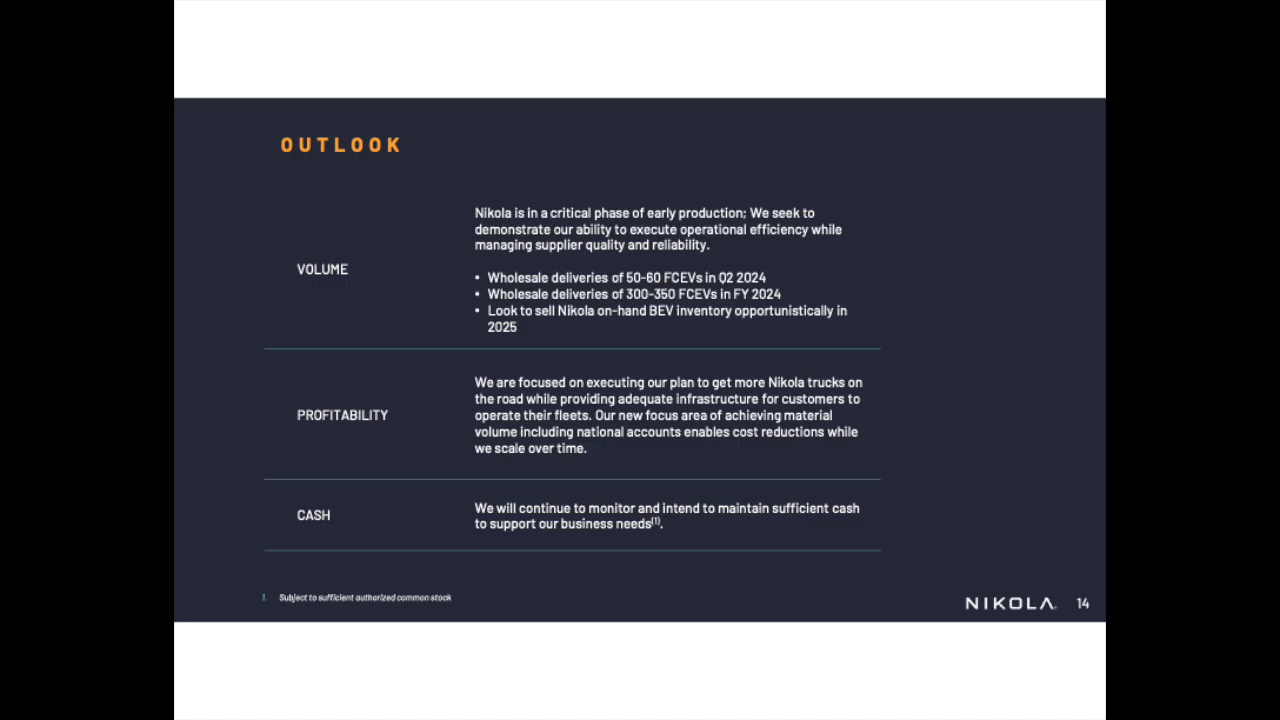 OUTLOOK
VOLUME
Nikola is in a critical phase of early production; We seek to
demonstrate our ability to execute operational efficiency while
managing supplier quality and reliability.
• Wholesale deliveries of 50-60 FCEVs in Q2 2024
• Wholesale deliveries of 300-350 FCEVs in FY 2024
• Look to sell Nikola on-hand BEV inventory opportunistically in
2025
PROFITABILITY
We are focused on executing our plan to get more Nikola trucks on
the road while providing adequate infrastructure for customers to
operate their fleets. Our new focus area of achieving material
volume including national accounts enables cost reductions while
we scale over time.
CASH
We will continue to monitor and intend to maintain sufficient cash
to support our business needs(1).
1. Subject to sufficient authorized common stock
NIKOLA 14